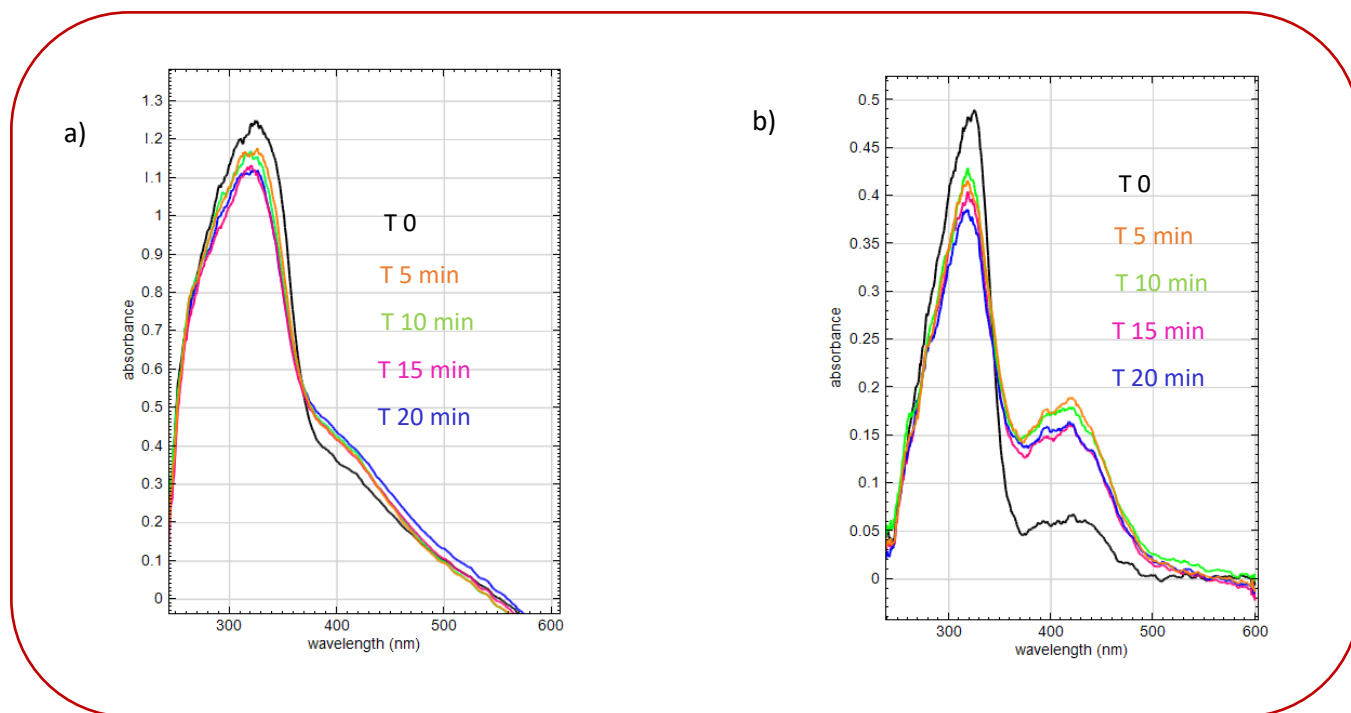 a)
1.3
1.2
1.1
1
0.9
0.8
0.7
0.6
0.5
0.4
0.3
0.2
0.1
0
absorbance
300
400
500
600
wavelength (nm)
T 0
T 5 min
T 10 min
T 15 min
T 20 min
b)
0.5
0.45
0.4
0.35
0.3
0.25
0.2
0.15
0.1
0.05
0
absorbance
300
400
500
600
wavelength (nm)
T 0
T 5 min
T 10 min
T 15 min
T 20 min